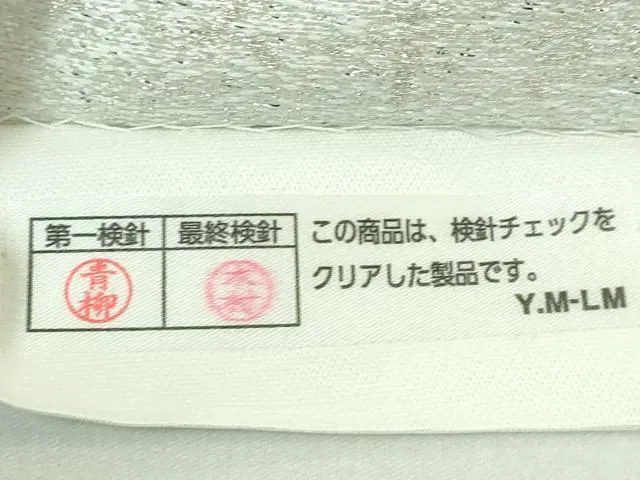 第一検針 最終検針
青柳
この商品は、検針チェックを
クリアした製品です。
Y.M-LM